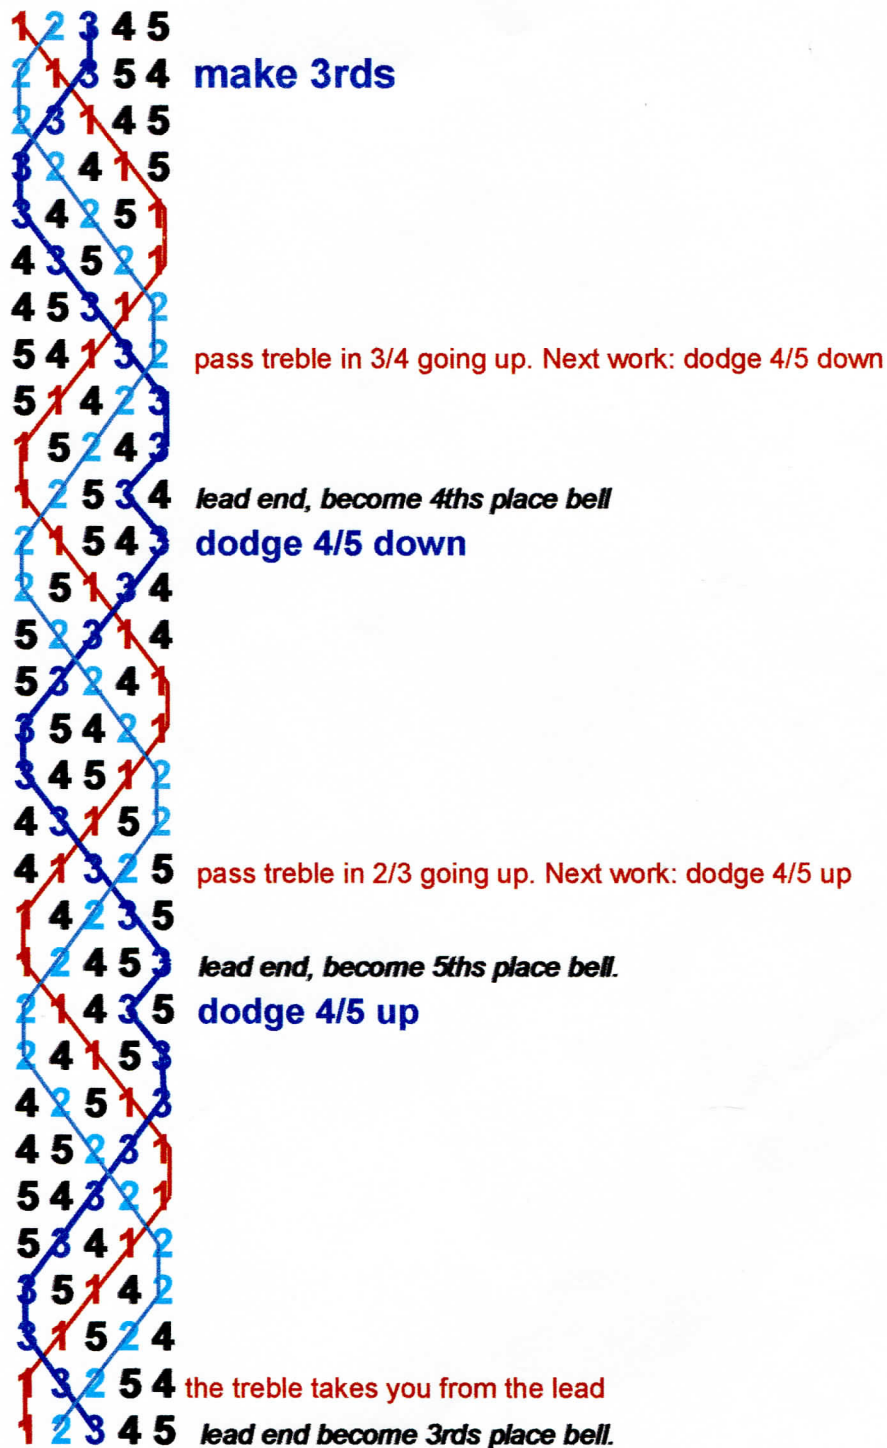 1 2 3 4 5
2 1 3 5 4 make 3rds
2 3 1 4 5
3 2 4 1 5
3 4 2 5 1
4 3 5 2 1
4 5 3 1 2
5 4 1 3 2 pass treble in 3/4 going up. Next work: dodge 4/5 down
5 1 4 2 3
1 5 2 4 3
1 2 5 3 4 lead end, become 4ths place bell
2 1 5 4 3 dodge 4/5 down
2 5 1 3 4
5 2 3 1 4
5 3 2 4 1
3 5 4 2 1
3 4 5 1 2
4 3 1 5 2
4 1 3 2 5 pass treble in 2/3 going up. Next work: dodge 4/5 up
1 4 2 3 5
1 2 4 5 3 lead end, become 5ths place bell.
2 1 4 3 5 dodge 4/5 up
2 4 1 5 3
4 2 5 1 3
4 5 2 3 1
5 4 3 2 1
5 3 4 1 2
3 5 1 4 2
3 1 5 2 4
1 3 2 5 4 the treble takes you from the lead
1 2 3 4 5 lead end become 3rds place bell.